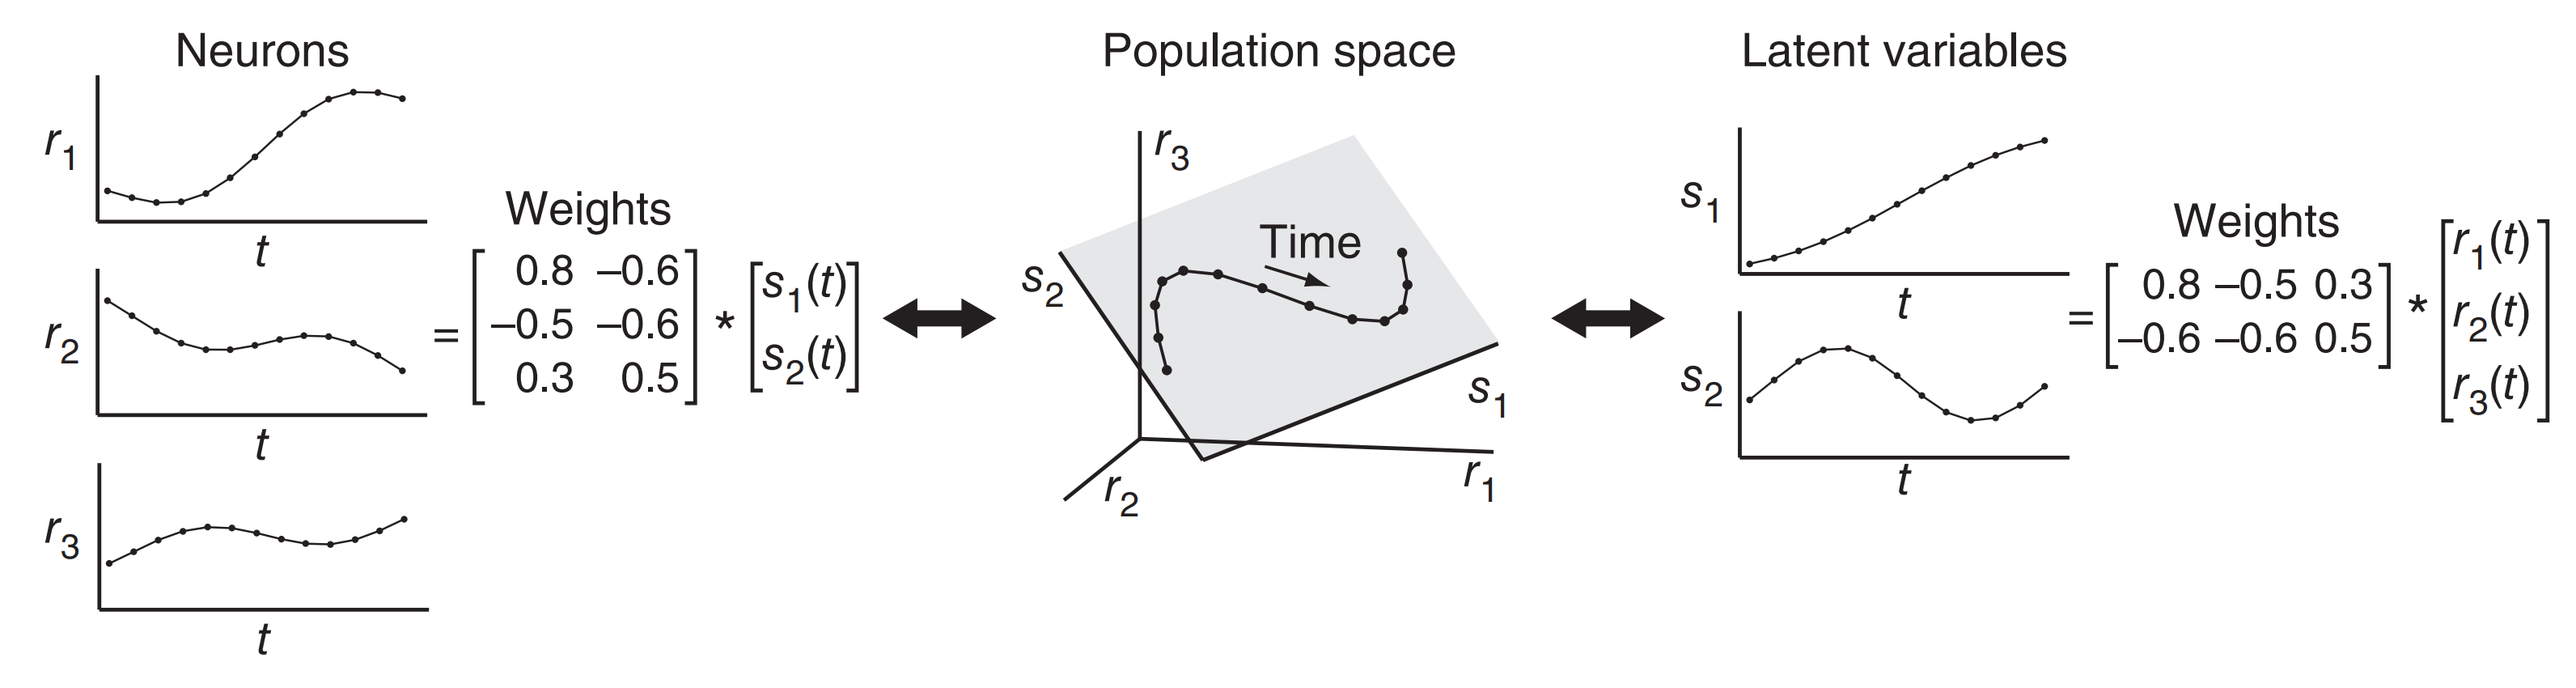 Neurons
r1
t
r2
t
r3
t
Weights
= [ 0.8 –0.6 ] * [ s1(t) ]
[ –0.5 –0.6 ]
[ 0.3 0.5 ] [ s2(t) ]
Population space
r3
Time
s2
s1
r2
r1
Latent variables
s1
t
s2
t
Weights
= [ 0.8 –0.5 0.3 ] * [ r1(t) ]
[ –0.6 –0.6 0.5 ] [ r2(t) ]
[ r3(t) ]